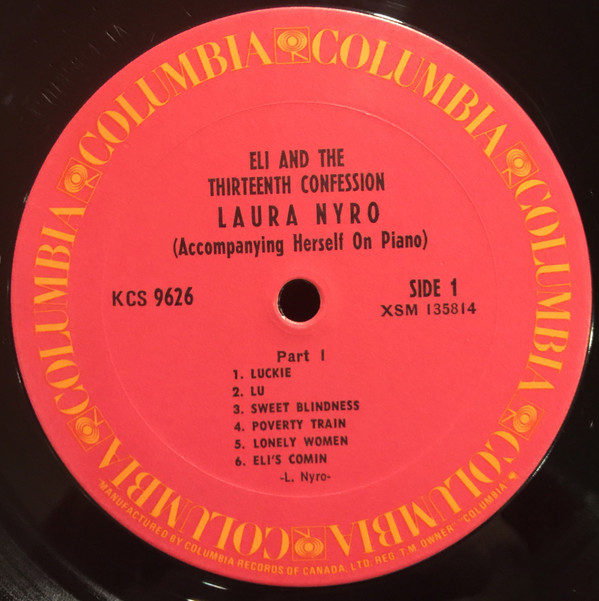 COLUMBIA COLUMBIA COLUMBIA COLUMBIA COLUMBIA COLUMBIA
ELI AND THE
THIRTEENTH CONFESSION
LAURA NYRO
(Accompanying Herself On Piano)
KCS 9626
SIDE 1
XSM 135814
Part I
1. LUCKIE
2. LU
3. SWEET BLINDNESS
4. POVERTY TRAIN
5. LONELY WOMEN
6. ELI'S COMIN
-L. Nyro-
MANUFACTURED BY COLUMBIA RECORDS OF CANADA, LTD. REG. T.M. OWNER "COLUMBIA"